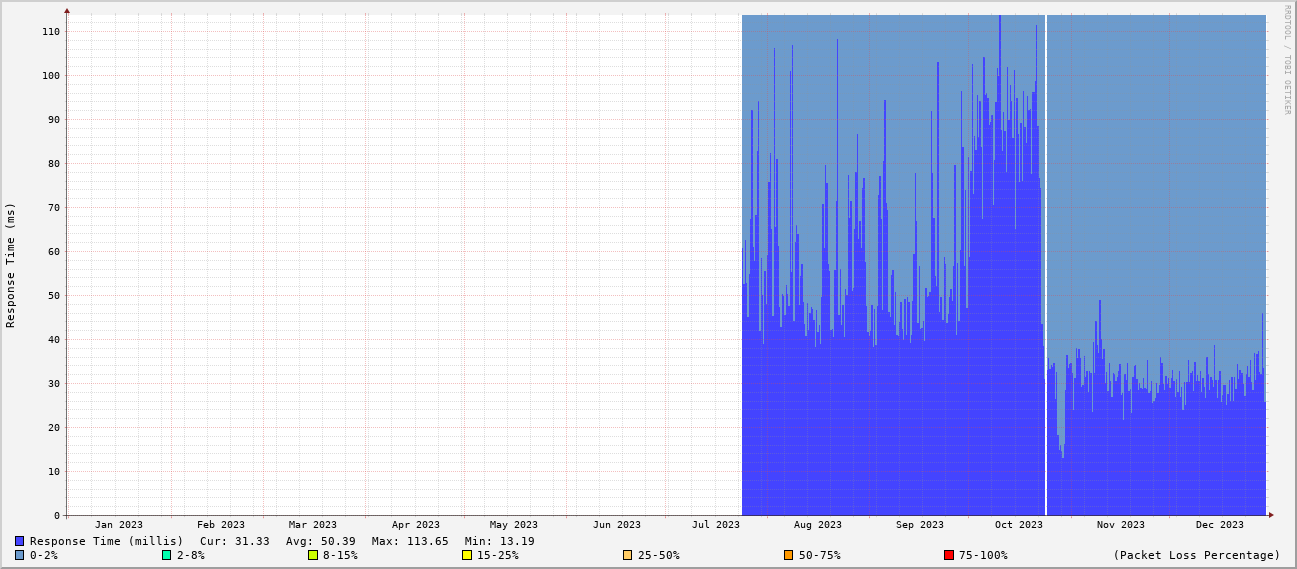 RRDTOOL / TOBI OETIKER
Response Time (ms)
110
100
90
80
70
60
50
40
30
20
10
0
Jan 2023 Feb 2023 Mar 2023 Apr 2023 May 2023 Jun 2023 Jul 2023 Aug 2023 Sep 2023 Oct 2023 Nov 2023 Dec 2023
Response Time (millis) Cur: 31.33 Avg: 50.39 Max: 113.65 Min: 13.19
0-2% 2-8% 8-15% 15-25% 25-50% 50-75% 75-100% (Packet Loss Percentage)